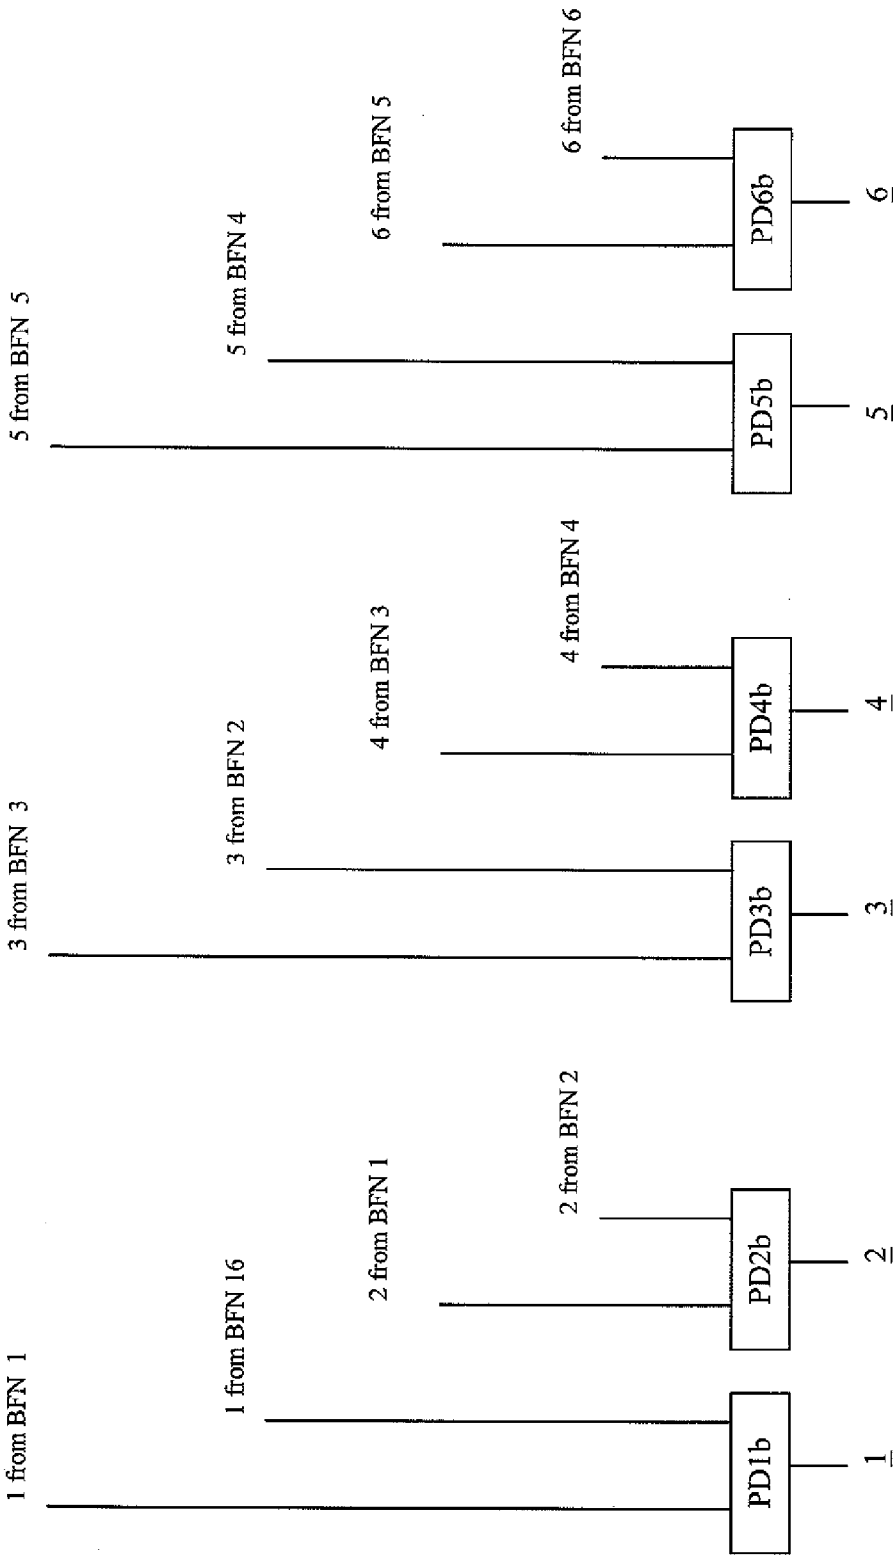 1 from BFN 1
1 from BFN 16
PD1b
1
2 from BFN 1
2 from BFN 2
PD2b
2
3 from BFN 3
3 from BFN 2
PD3b
3
4 from BFN 3
4 from BFN 4
PD4b
4
5 from BFN 5
5 from BFN 4
PD5b
5
6 from BFN 5
6 from BFN 6
PD6b
6